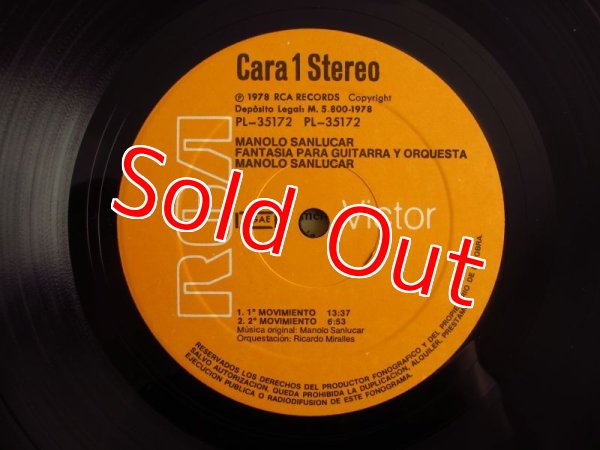 Cara 1 Stereo
℗ 1978 RCA RECORDS Copyright
Depósito Legal: M. 5.800-1978
PL-35172 PL-35172
MANOLO SANLUCAR
FANTASIA PARA GUITARRA Y ORQUESTA
MANOLO SANLUCAR
RCA
Victor
Sold Out
1. 1º MOVIMIENTO 13:37
2. 2º MOVIMIENTO 6:53
Música original: Manolo Sanlucar
Orquestación: Ricardo Miralles
RESERVADOS LOS DERECHOS DEL PRODUCTOR FONOGRAFICO Y DEL PROPIETARIO DE LA OBRA.
SALVO AUTORIZACION, QUEDA PROHIBIDA LA DUPLICACION, ALQUILER, PRESTAMO,
EJECUCION PUBLICA O RADIODIFUSION DE ESTE FONOGRAMA.